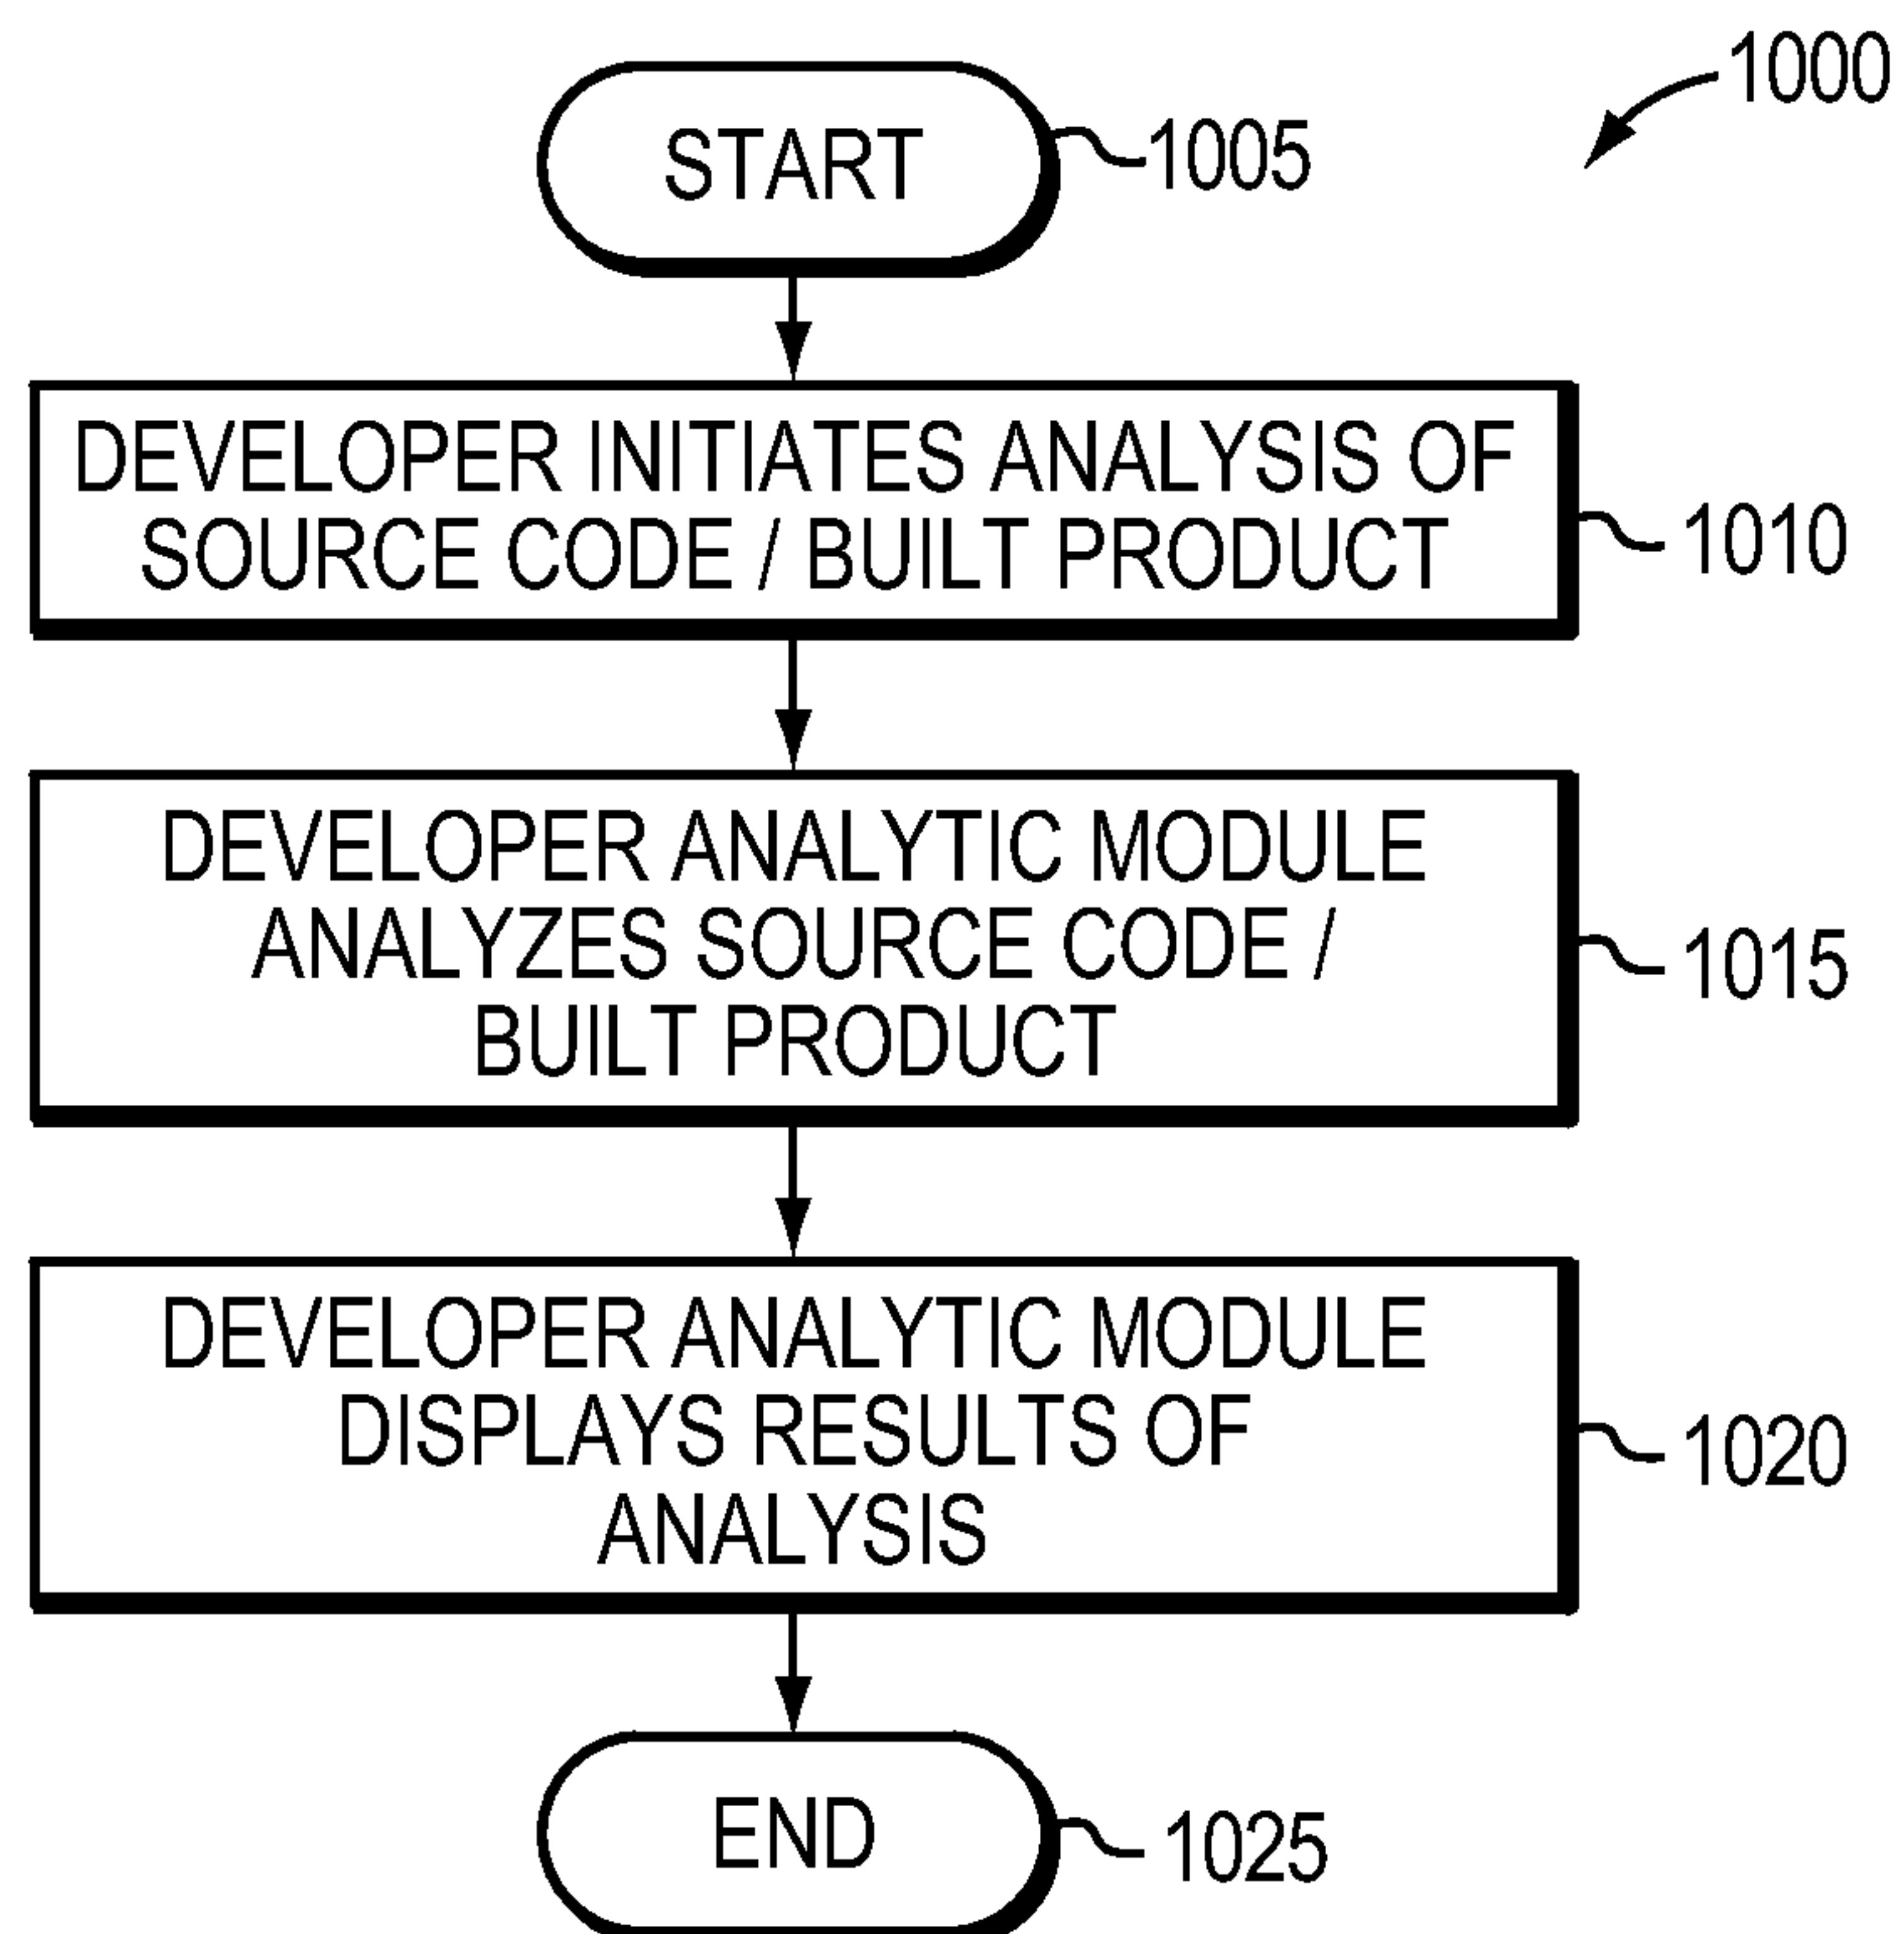 1000
START
1005
DEVELOPER INITIATES ANALYSIS OF
SOURCE CODE / BUILT PRODUCT
1010
DEVELOPER ANALYTIC MODULE
ANALYZES SOURCE CODE /
BUILT PRODUCT
1015
DEVELOPER ANALYTIC MODULE
DISPLAYS RESULTS OF
ANALYSIS
1020
END
1025